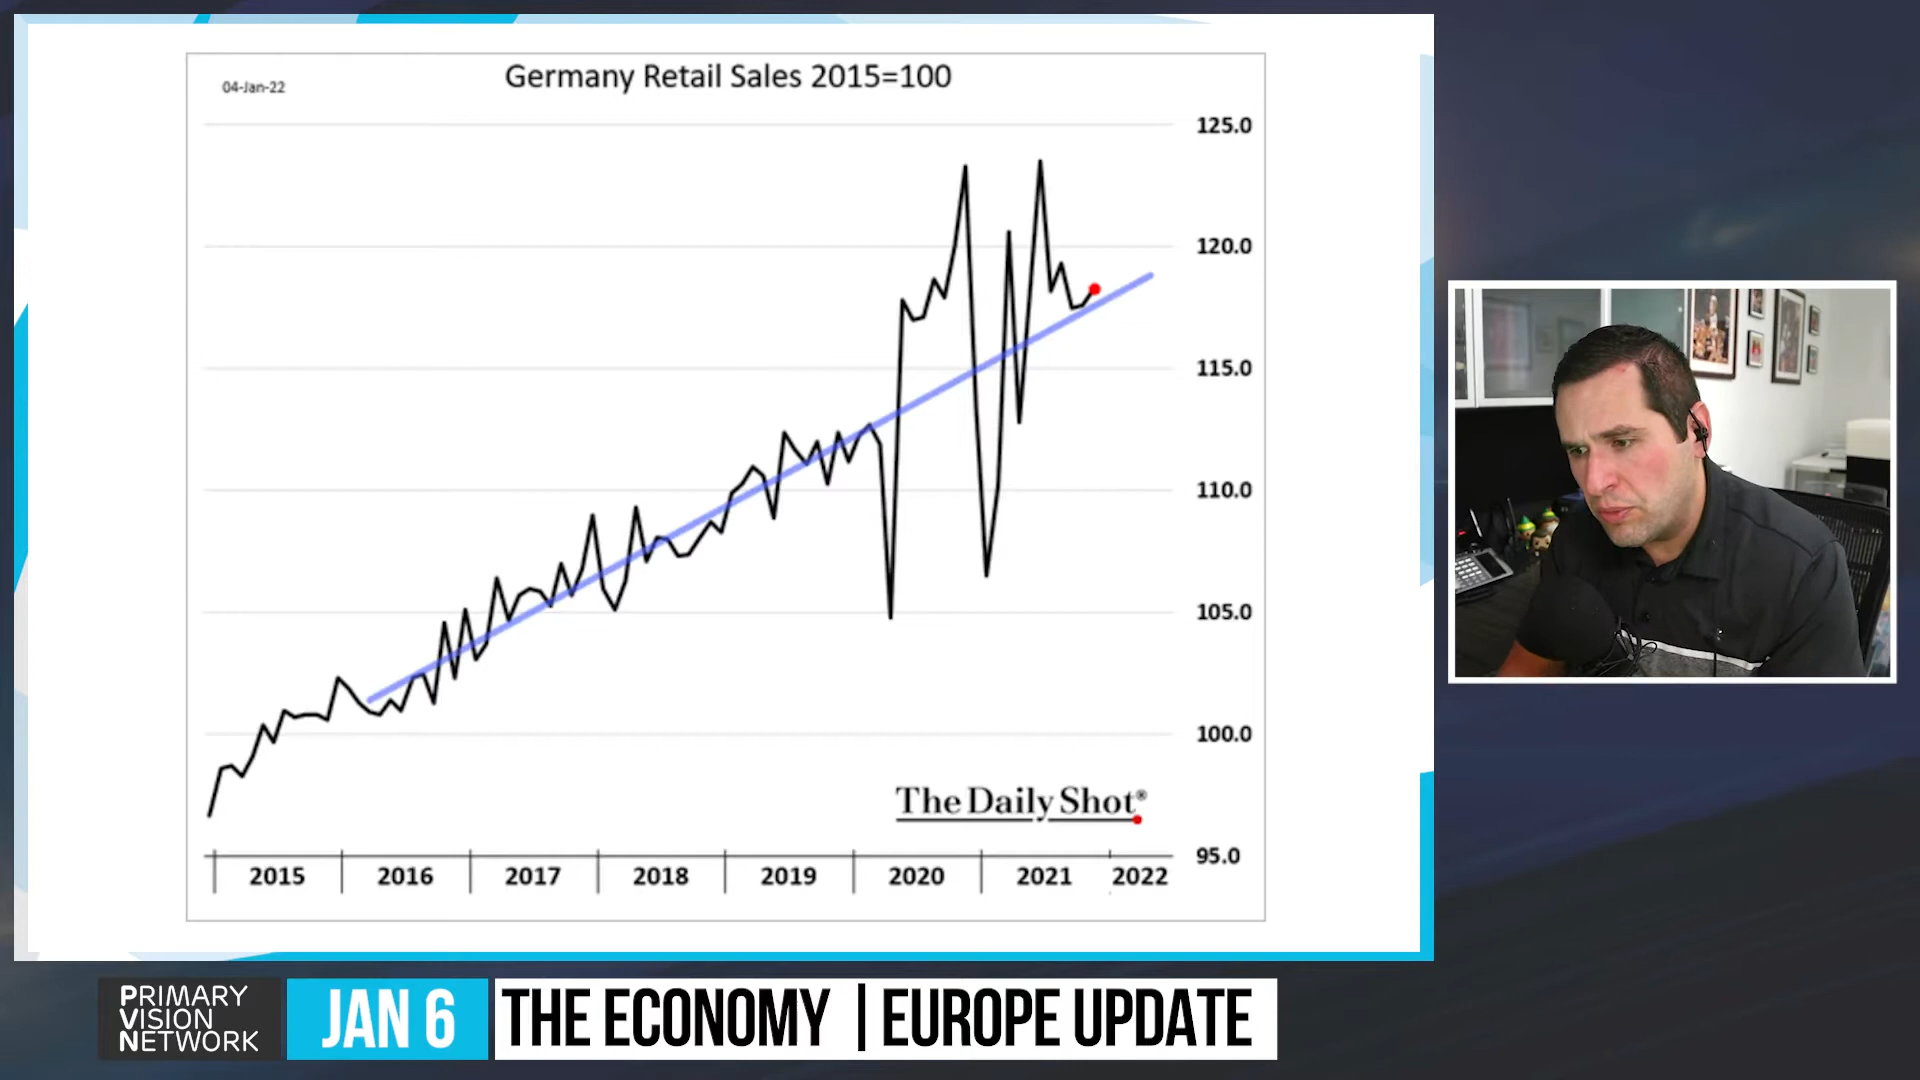 Germany Retail Sales 2015=100
04-Jan-22
125.0
120.0
115.0
110.0
105.0
100.0
95.0
The Daily Shot®
2015 2016 2017 2018 2019 2020 2021 2022
PRIMARY
VISION
NETWORK
JAN 6
THE ECONOMY | EUROPE UPDATE